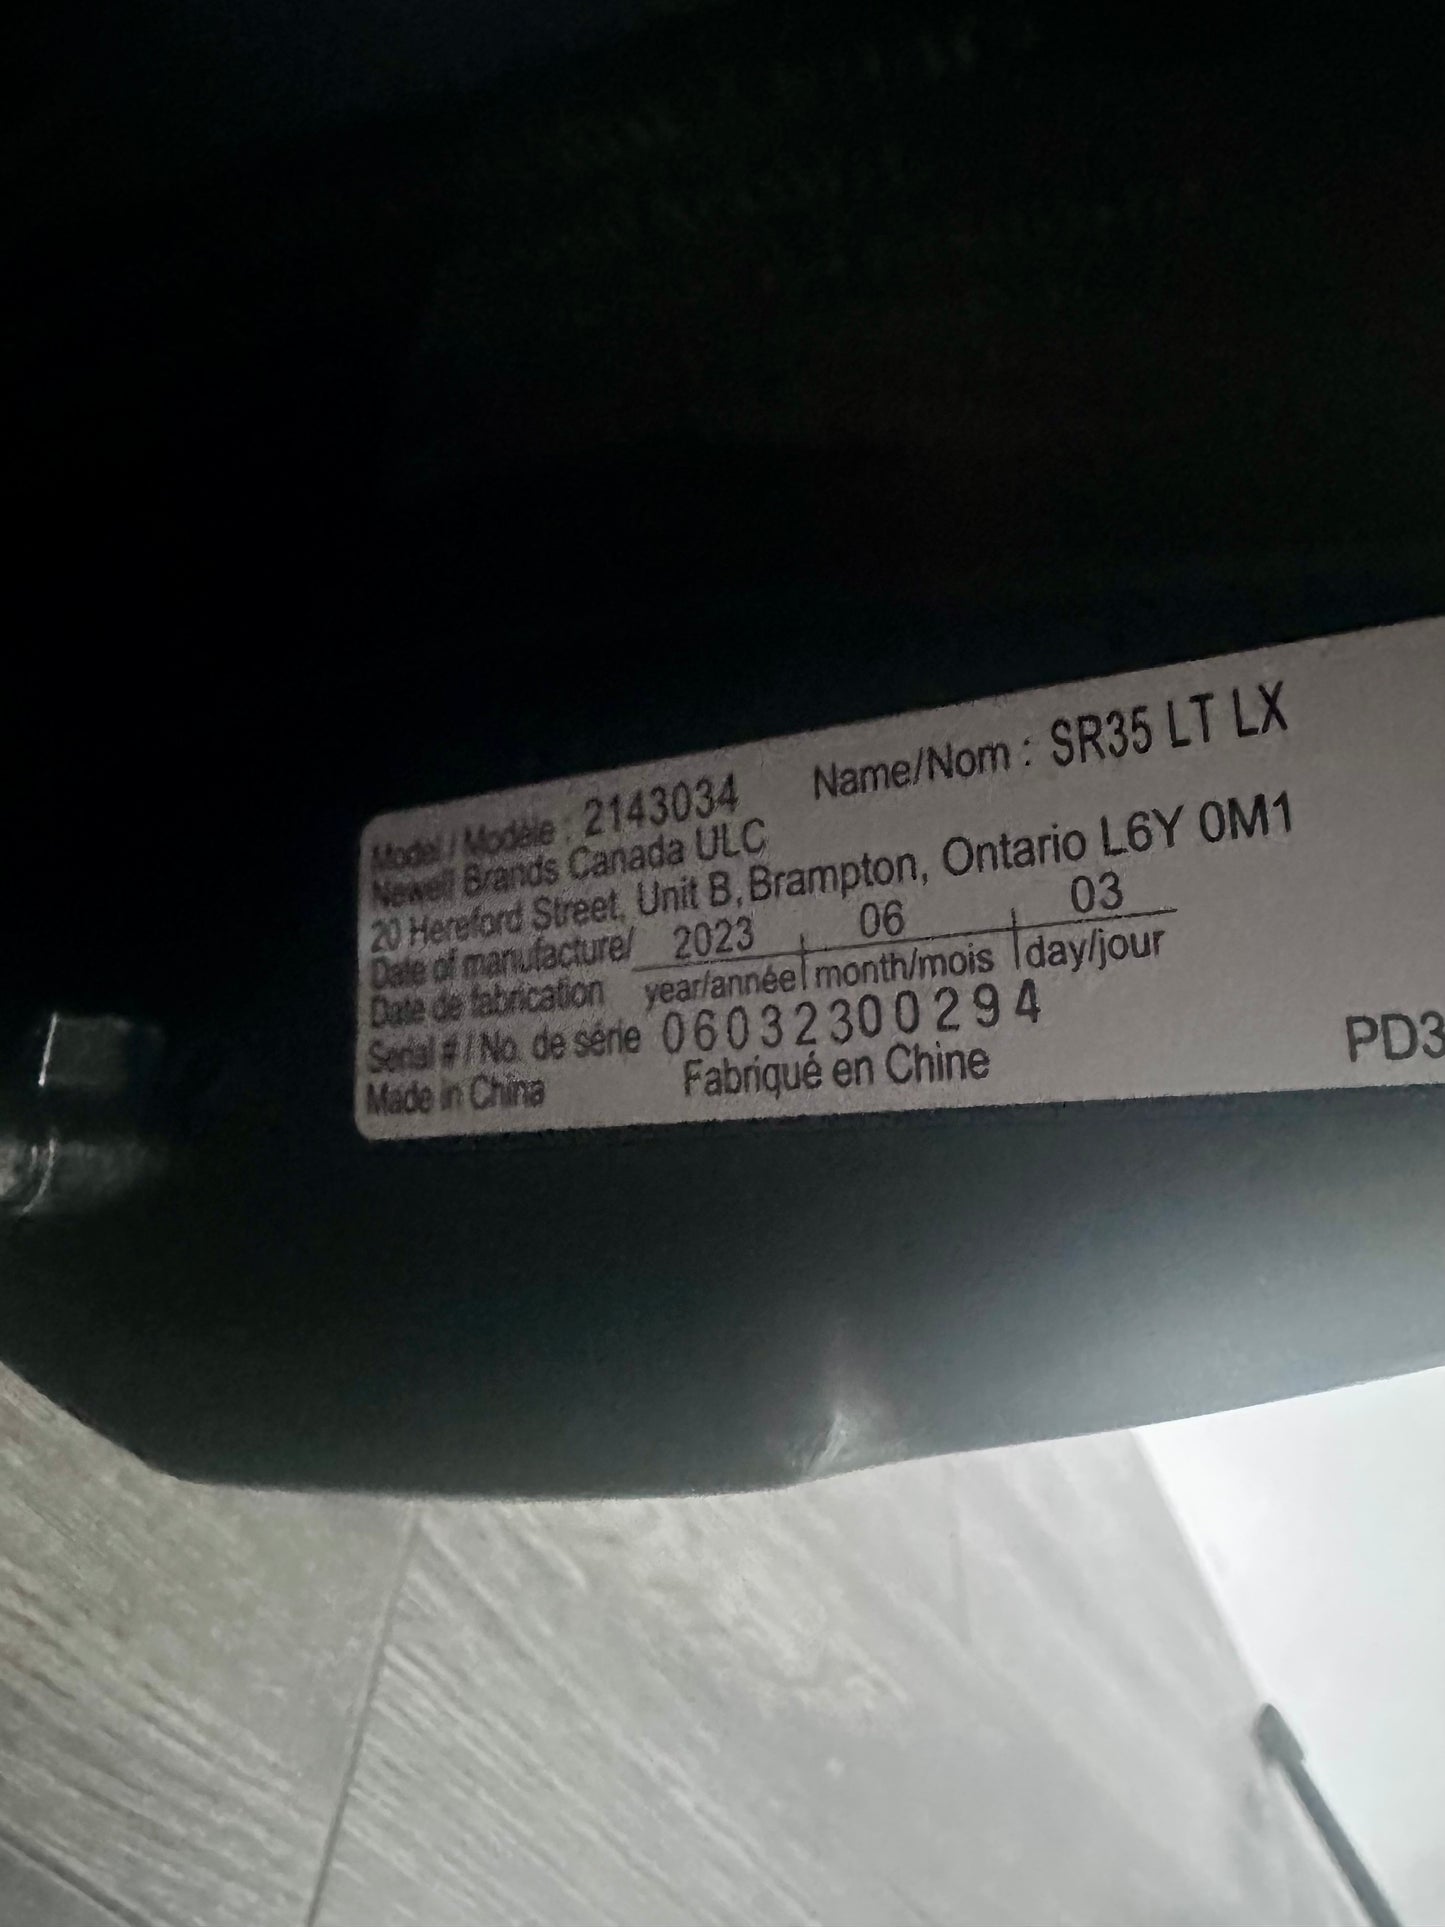 Model / Modèle : 2143034 Name/Nom : SR35 LT LX
Newell Brands Canada ULC
20 Hereford Street, Unit B, Brampton, Ontario L6Y 0M1
Date of manufacture/ 2023 06 03
Date de fabrication year/année month/mois day/jour
Serial # / No. de série 06032300294
Made in China Fabriqué en Chine
PD3